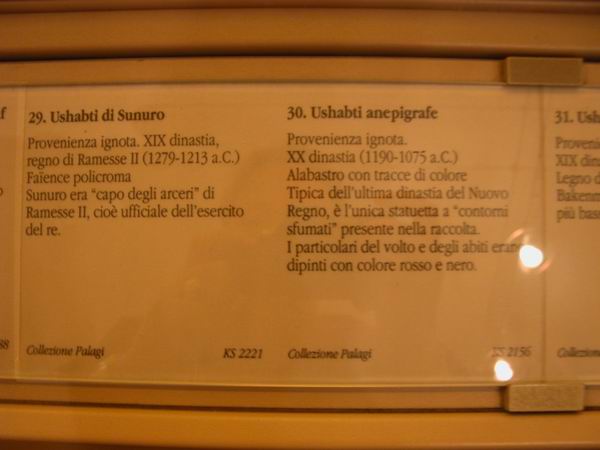 29. Ushabti di Sunuro
Provenienza ignota. XIX dinastia,
regno di Ramesse II (1279-1213 a.C.)
Faïence policroma
Sunuro era "capo degli arceri" di
Ramesse II, cioè ufficiale dell'esercito
del re.
Collezione Palagi KS 2221
30. Ushabti anepigrafe
Provenienza ignota.
XX dinastia (1190-1075 a.C.)
Alabastro con tracce di colore
Tipica dell'ultima dinastia del Nuovo
Regno, è l'unica statuetta a "contorni
sfumati" presente nella raccolta.
I particolari del volto e degli abiti erano
dipinti con colore rosso e nero.
Collezione Palagi KS 2156
31. Ush
Proveni
XIX din
Legno d
Bakenm
più bass
Collezion